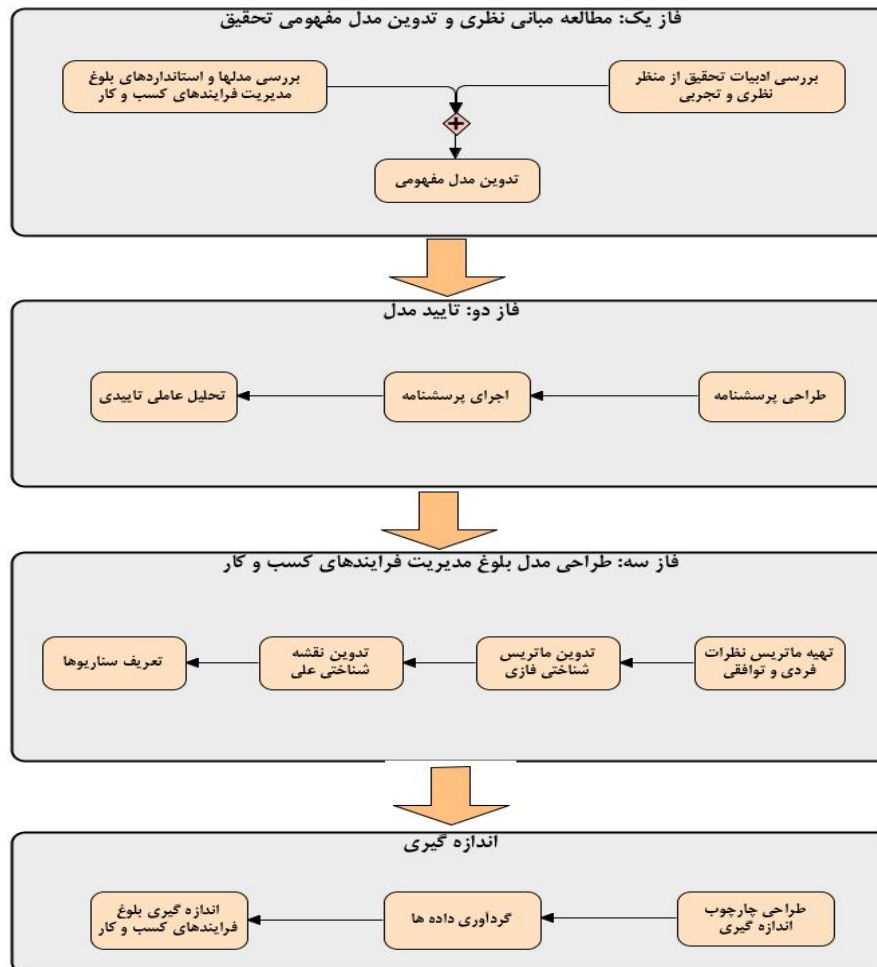 فاز یک: مطالعه مبانی نظری و تدوین مدل مفهومی تحقیق
بررسی ادبیات تحقیق از منظر
نظری و تجربی
بررسی مدلها و استانداردهای بلوغ
مدیریت فرایندهای کسب و کار
تدوین مدل مفهومی
فاز دو: تایید مدل
طراحی پرسشنامه
اجرای پرسشنامه
تحلیل عاملی تاییدی
فاز سه: طراحی مدل بلوغ مدیریت فرایندهای کسب و کار
تهیه ماتریس نظرات
فردی و توافقی
تدوین ماتریس
شناختی فازی
تدوین نقشه
شناختی علی
تعریف سناریوها
اندازه گیری
طراحی چارچوب
اندازه گیری
گردآوری داده ها
اندازه گیری بلوغ
فرایندهای کسب و کار